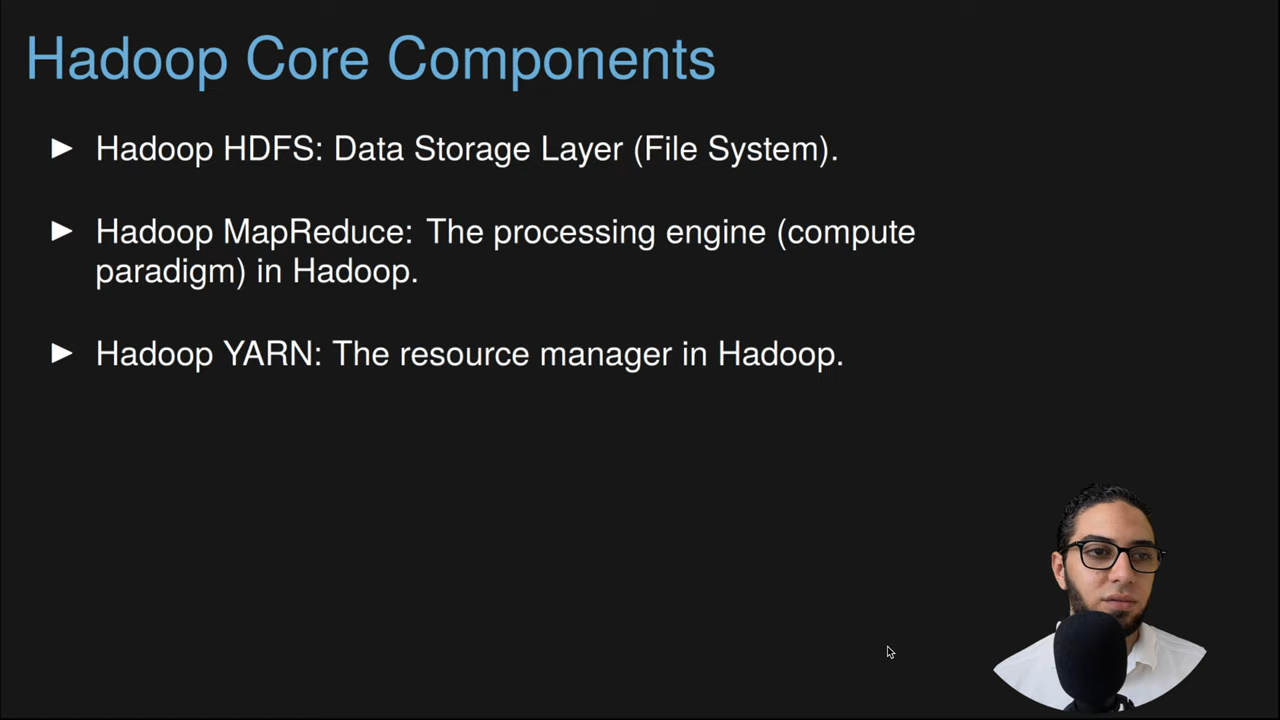 Hadoop Core Components
► Hadoop HDFS: Data Storage Layer (File System).
► Hadoop MapReduce: The processing engine (compute
paradigm) in Hadoop.
► Hadoop YARN: The resource manager in Hadoop.